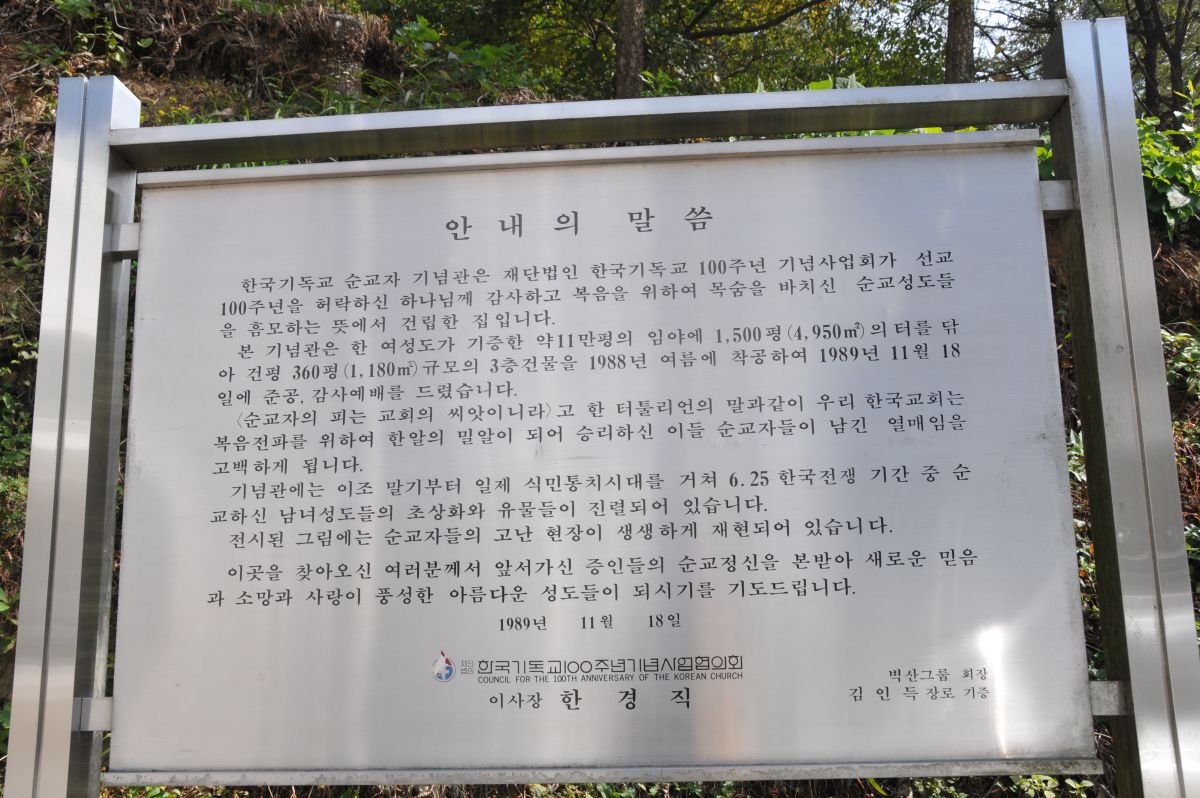 안내의 말씀
한국기독교 순교자 기념관은 재단법인 한국기독교 100주년 기념사업회가 선교
100주년을 허락하신 하나님께 감사하고 복음을 위하여 목숨을 바치신 순교성도들
을 흠모하는 뜻에서 건립한 집입니다.
본 기념관은 한 여성도가 기증한 약11만평의 임야에 1,500평(4,950㎡)의 터를 닦
아 건평 360평(1,180㎡)규모의 3층건물을 1988년 여름에 착공하여 1989년 11월 18
일에 준공, 감사예배를 드렸습니다.
〈순교자의 피는 교회의 씨앗이니라〉고 한 터툴리언의 말과같이 우리 한국교회는
복음전파를 위하여 한알의 밀알이 되어 승리하신 이들 순교자들이 남긴 열매임을
고백하게 됩니다.
기념관에는 이조 말기부터 일제 식민통치시대를 거쳐 6.25 한국전쟁 기간 중 순
교하신 남녀성도들의 초상화와 유물들이 진렬되어 있습니다.
전시된 그림에는 순교자들의 고난 현장이 생생하게 재현되어 있습니다.
이곳을 찾아오신 여러분께서 앞서가신 증인들의 순교정신을 본받아 새로운 믿음
과 소망과 사랑이 풍성한 아름다운 성도들이 되시기를 기도드립니다.
1989년 11월 18일
재단법인 한국기독교100주년기념사업협의회
COUNCIL FOR THE 100TH ANNIVERSARY OF THE KOREAN CHURCH
이사장 한경직
벽산그룹 회장
김인득 장로 기증